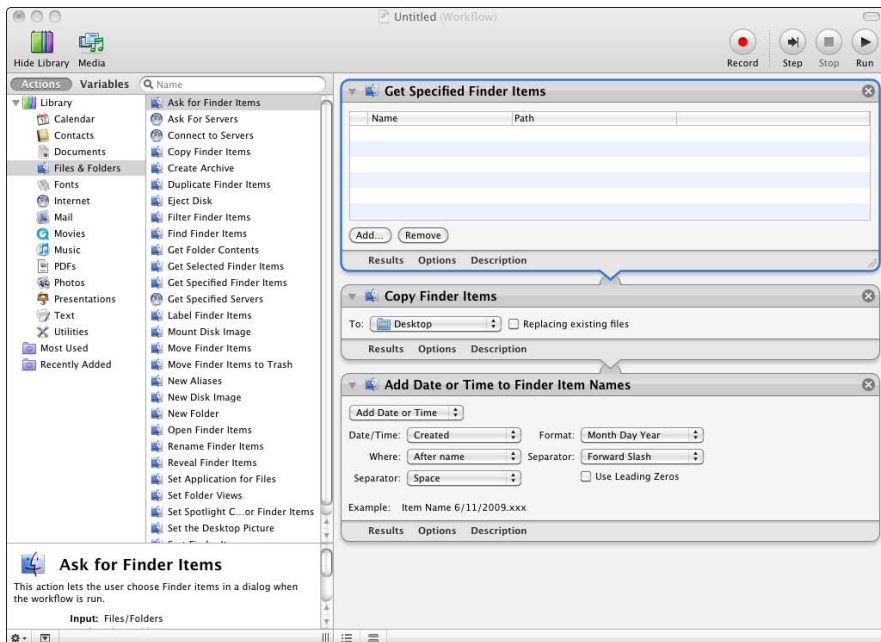 Untitled (Workflow)
Hide Library Media
Record Step Stop Run
Actions Variables Name
Library
Calendar
Contacts
Documents
Files & Folders
Fonts
Internet
Mail
Movies
Music
PDFs
Photos
Presentations
Text
Utilities
Most Used
Recently Added
Ask for Finder Items
Ask For Servers
Connect to Servers
Copy Finder Items
Create Archive
Duplicate Finder Items
Eject Disk
Filter Finder Items
Find Finder Items
Get Folder Contents
Get Selected Finder Items
Get Specified Finder Items
Get Specified Servers
Label Finder Items
Mount Disk Image
Move Finder Items
Move Finder Items to Trash
New Aliases
New Disk Image
New Folder
Open Finder Items
Rename Finder Items
Reveal Finder Items
Set Application for Files
Set Folder Views
Set Spotlight C...or Finder Items
Set the Desktop Picture
Ask for Finder Items
This action lets the user choose Finder items in a dialog when
the workflow is run.
Input: Files/Folders
Get Specified Finder Items
Name Path
Add... Remove
Results Options Description
Copy Finder Items
To: Desktop Replacing existing files
Results Options Description
Add Date or Time to Finder Item Names
Add Date or Time
Date/Time: Created Format: Month Day Year
Where: After name Separator: Forward Slash
Separator: Space Use Leading Zeros
Example: Item Name 6/11/2009.xxx
Results Options Description